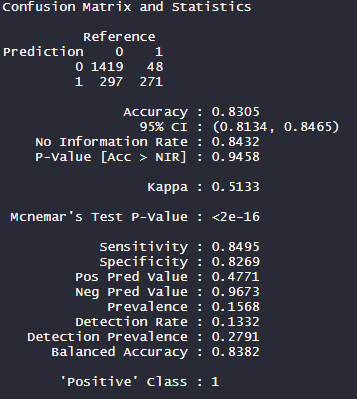 Confusion Matrix and Statistics
Reference
Prediction 0 1
0 1419 48
1 297 271
Accuracy : 0.8305
95% CI : (0.8134, 0.8465)
No Information Rate : 0.8432
P-Value [Acc > NIR] : 0.9458
Kappa : 0.5133
Mcnemar's Test P-Value : <2e-16
Sensitivity : 0.8495
Specificity : 0.8269
Pos Pred Value : 0.4771
Neg Pred Value : 0.9673
Prevalence : 0.1568
Detection Rate : 0.1332
Detection Prevalence : 0.2791
Balanced Accuracy : 0.8382
'Positive' Class : 1